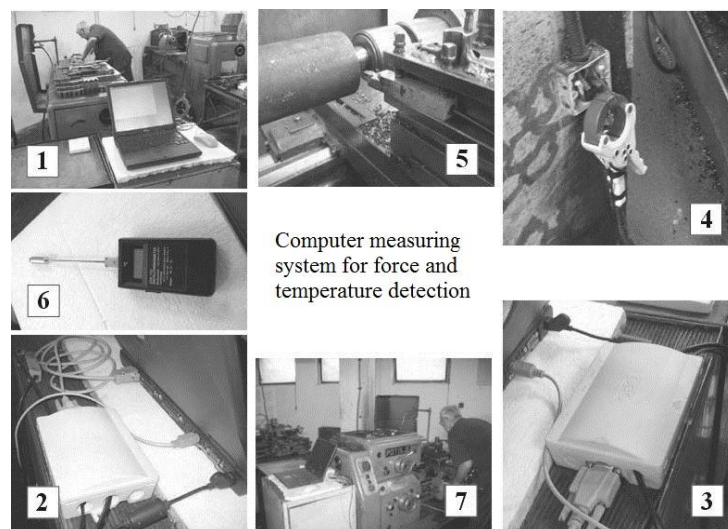 1
5
4
6
Computer measuring
system for force and
temperature detection
2
7
3